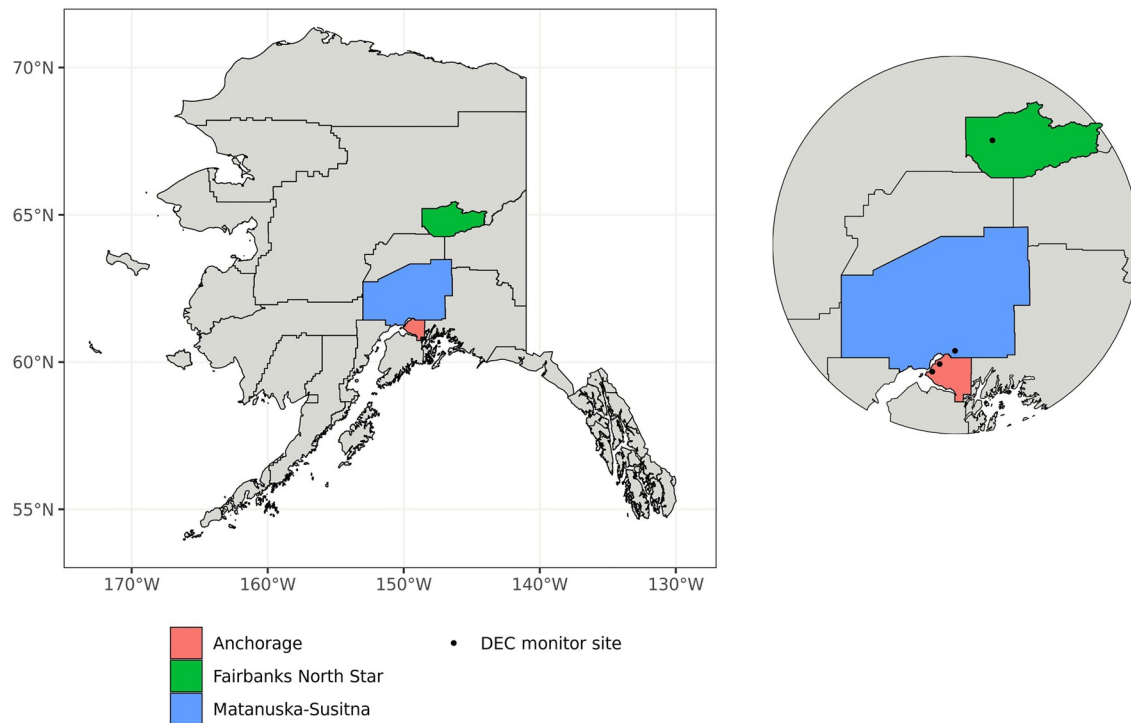 70°N
65°N
60°N
55°N
170°W 160°W 150°W 140°W 130°W
Anchorage
DEC monitor site
Fairbanks North Star
Matanuska-Susitna